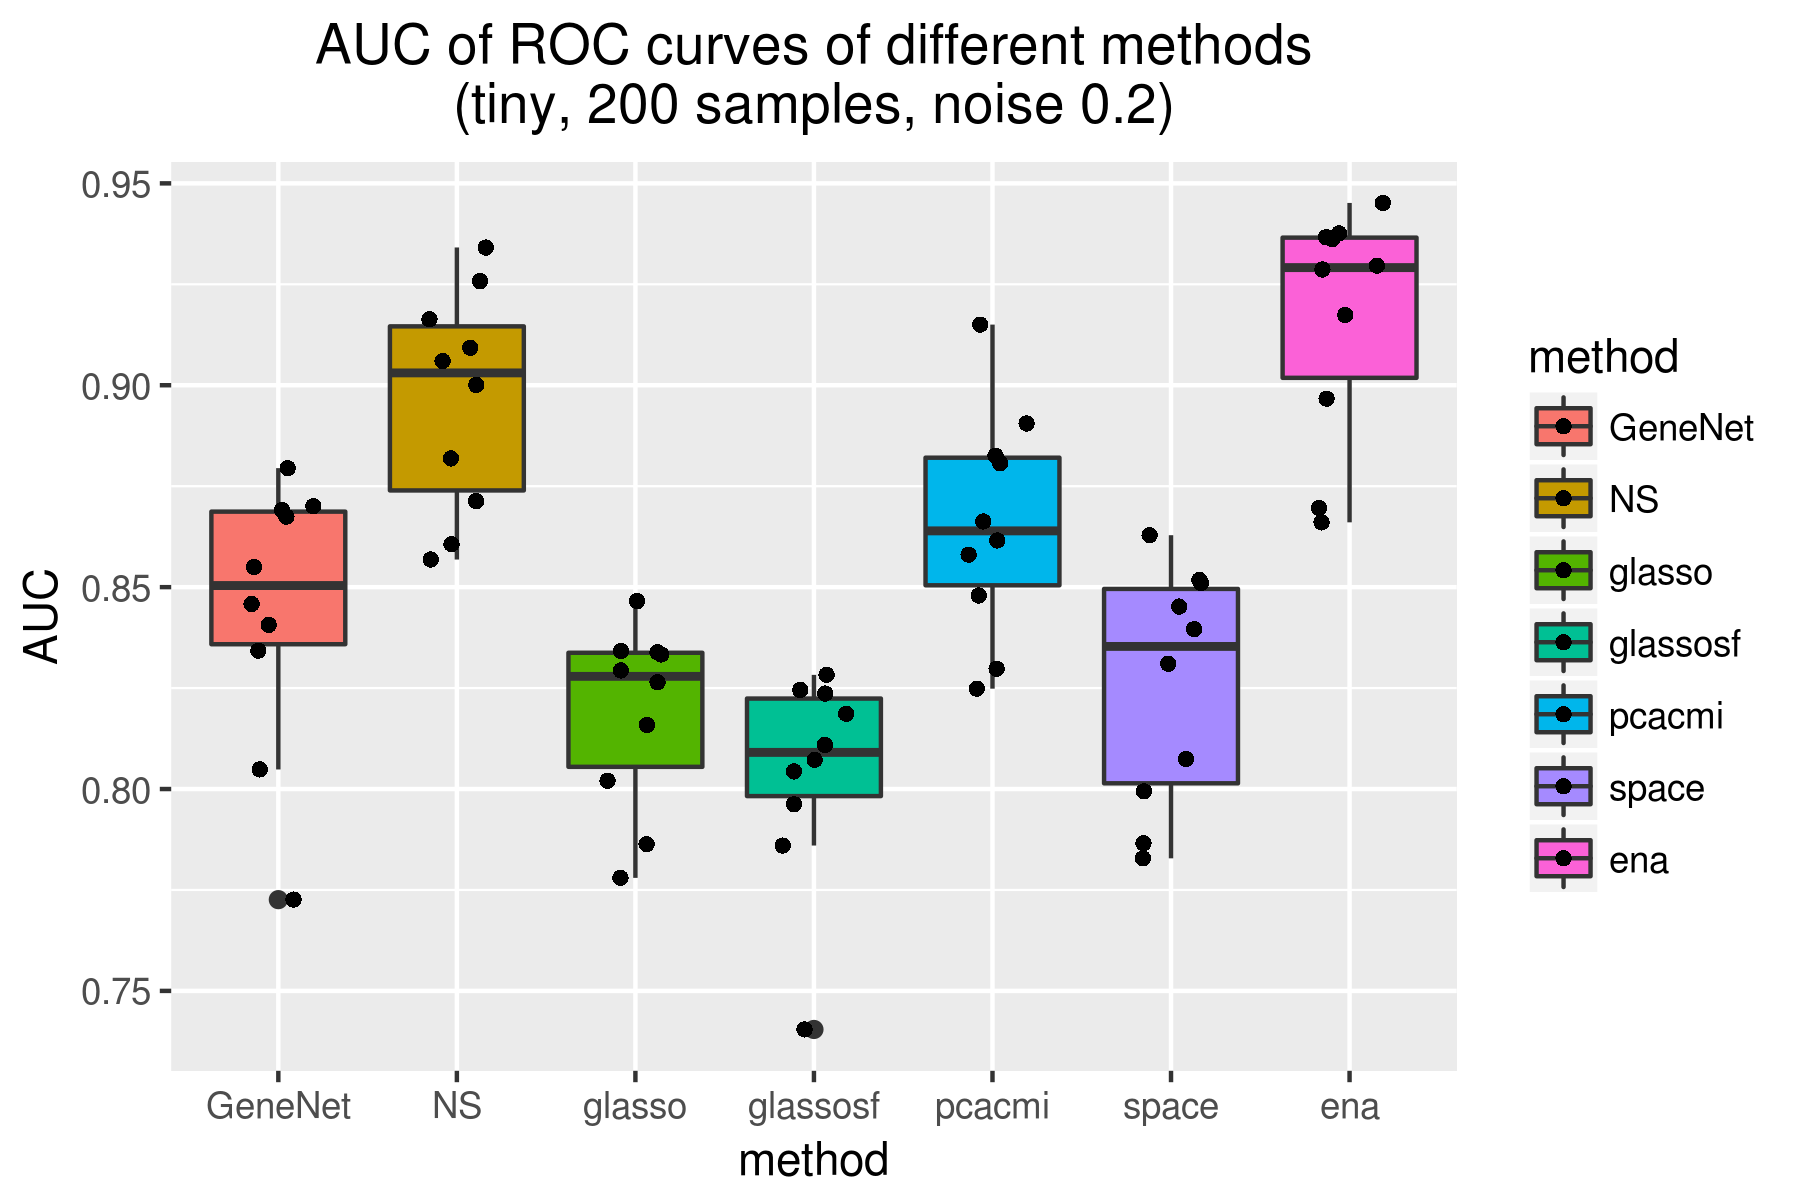 AUC of ROC curves of different methods
(tiny, 200 samples, noise 0.2)
AUC
0.95
0.90
0.85
0.80
0.75
GeneNet NS glasso glassosf pcacmi space ena
method
method
GeneNet
NS
glasso
glassosf
pcacmi
space
ena